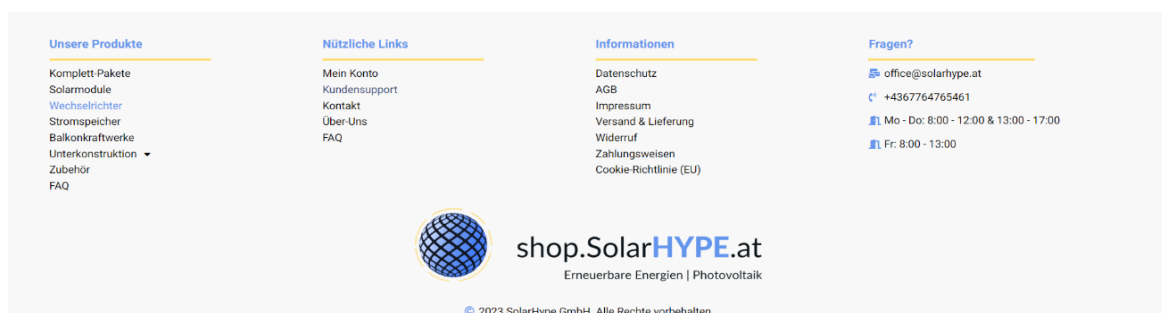 Unsere Produkte
Komplett-Pakete
Solarmodule
Wechselrichter
Stromspeicher
Balkonkraftwerke
Unterkonstruktion
Zubehör
FAQ
Nützliche Links
Mein Konto
Kundensupport
Kontakt
Über-Uns
FAQ
Informationen
Datenschutz
AGB
Impressum
Versand & Lieferung
Widerruf
Zahlungsweisen
Cookie-Richtlinie (EU)
Fragen?
office@solarhype.at
+4367764765461
Mo - Do: 8:00 - 12:00 & 13:00 - 17:00
Fr: 8:00 - 13:00
shop.SolarHYPE.at
Erneuerbare Energien | Photovoltaik
© 2023 SolarHype GmbH. Alle Rechte vorbehalten